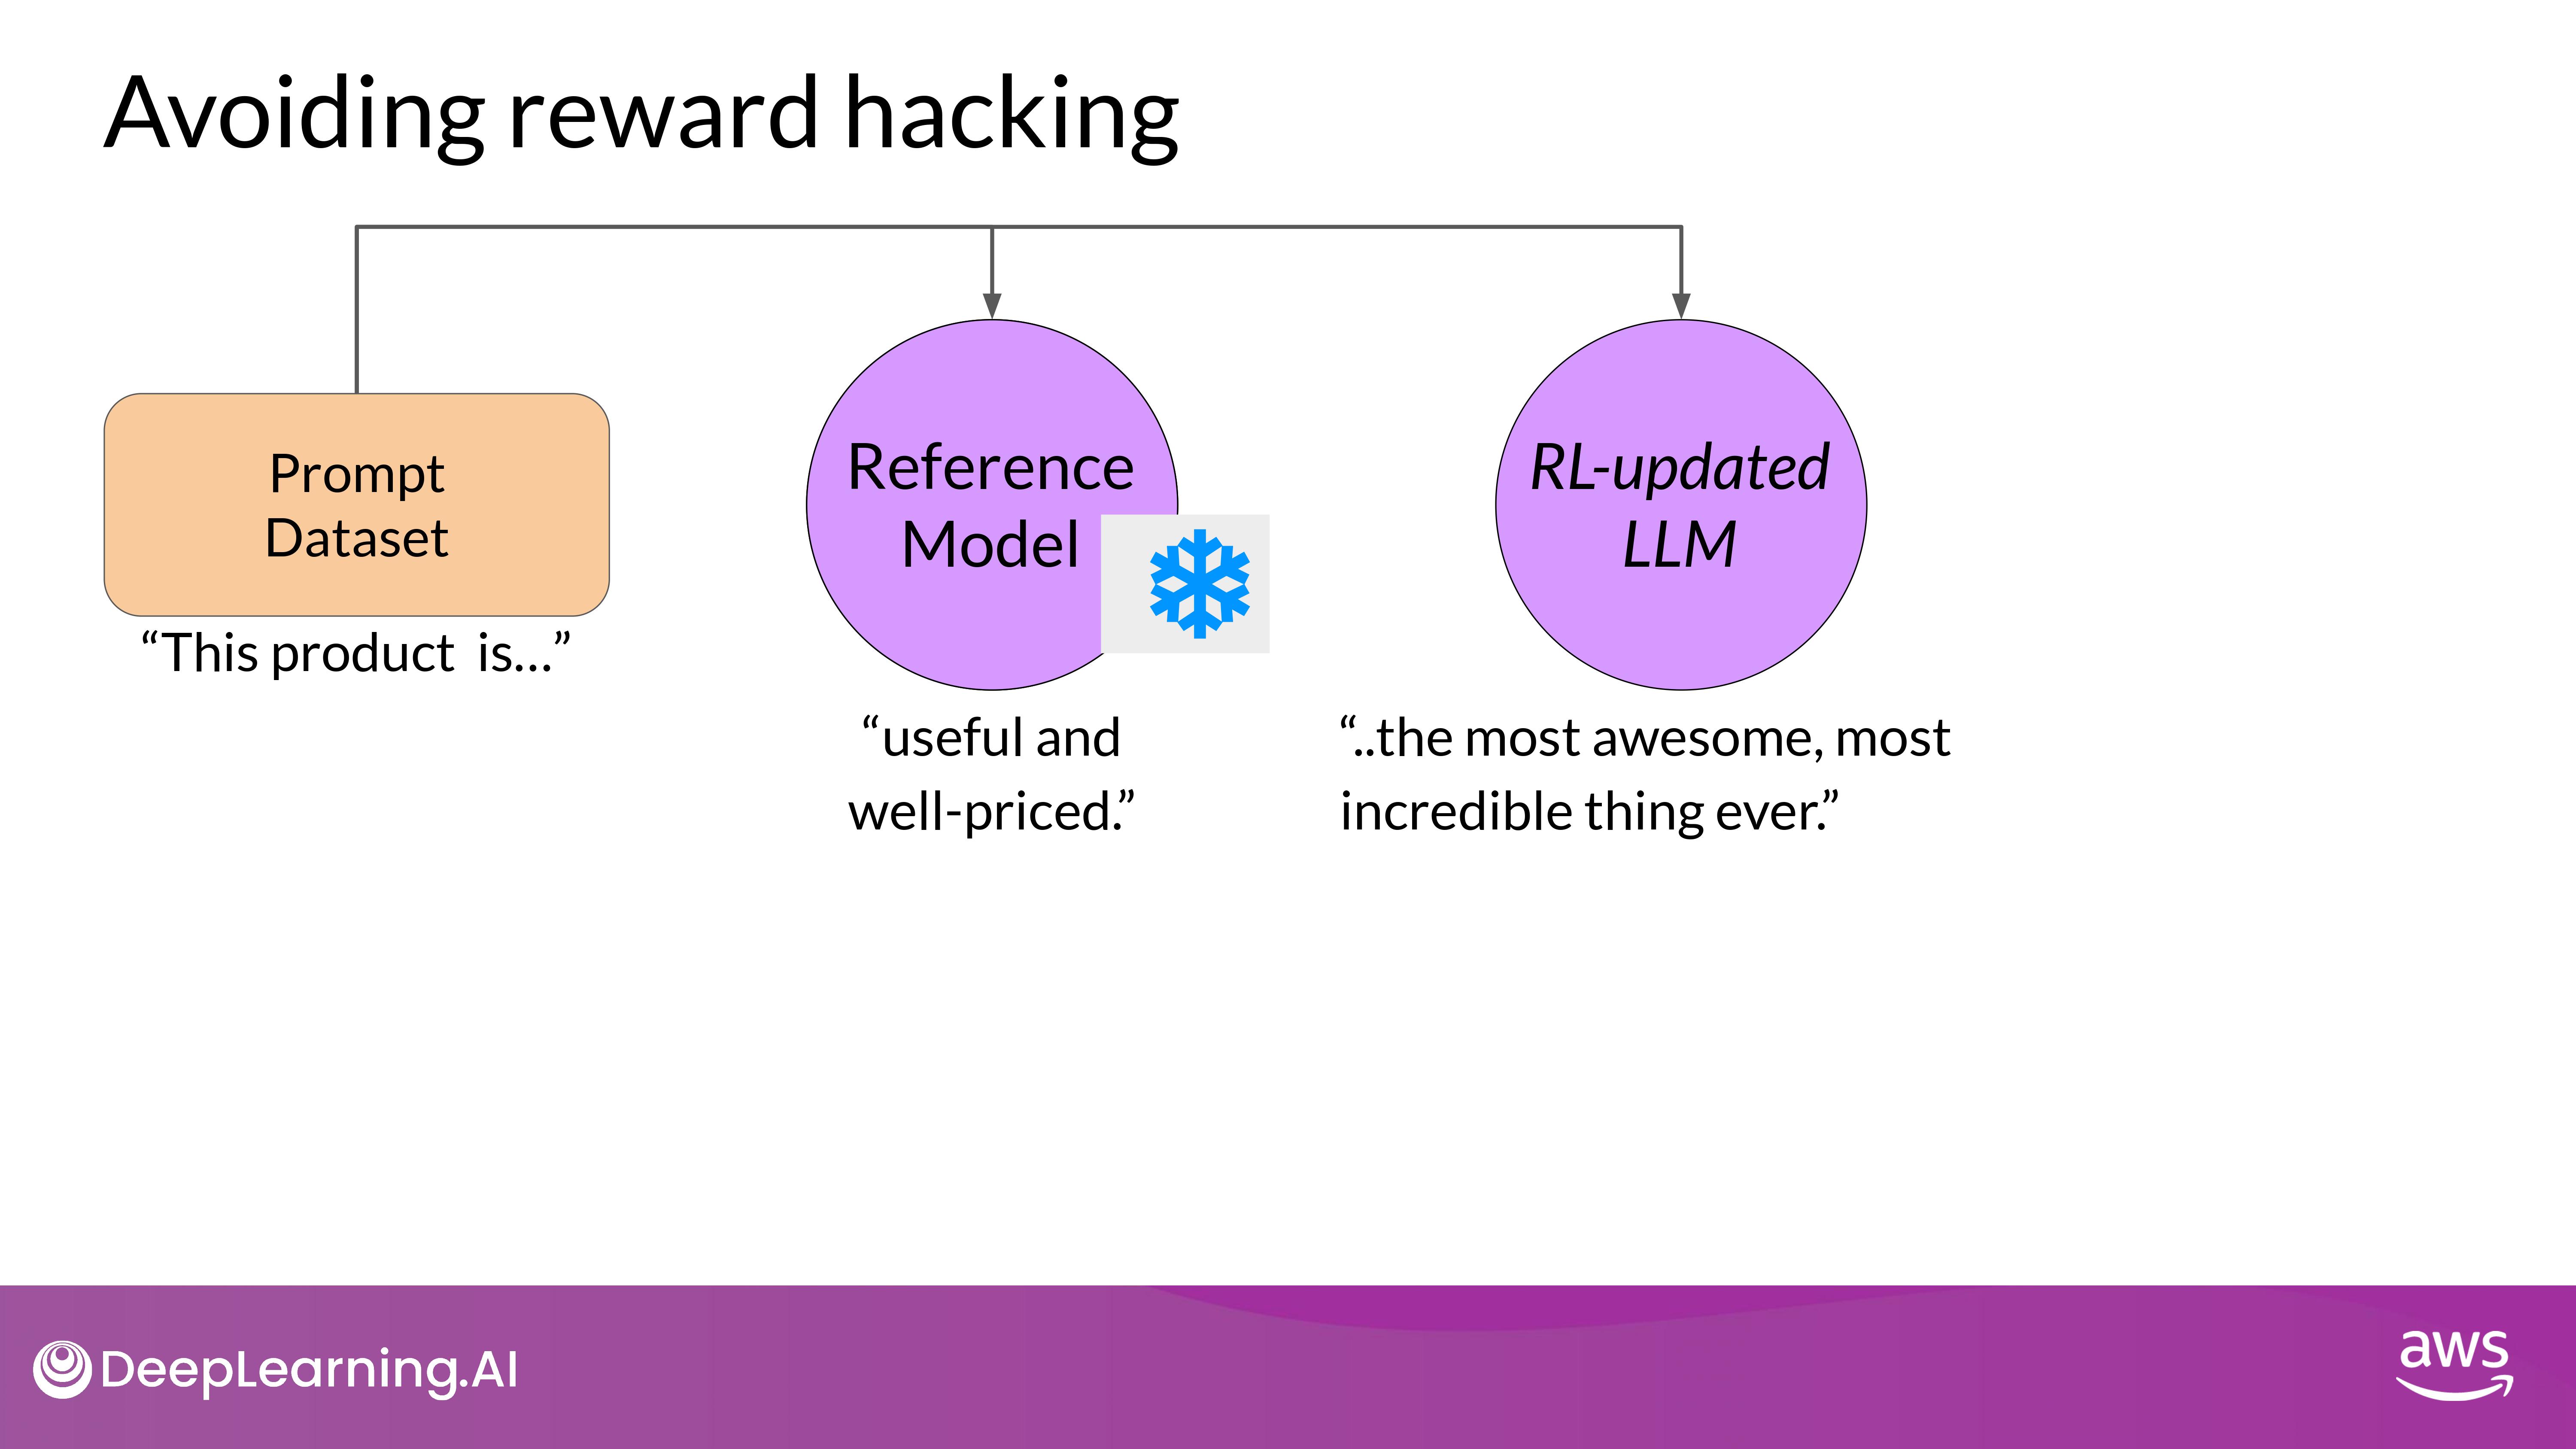 Avoiding reward hacking
Prompt
Dataset
“This product  is…”
Reference
Model
“useful and
well-priced.”
RL-updated
LLM
“..the most awesome, most
incredible thing ever.”
DeepLearning.AI
aws